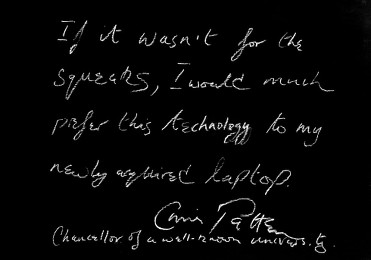 If it wasn't for the
squeaks, I would much
prefer this technology to my
newly acquired laptop.
Chris Patten
Chancellor of a well-known university.